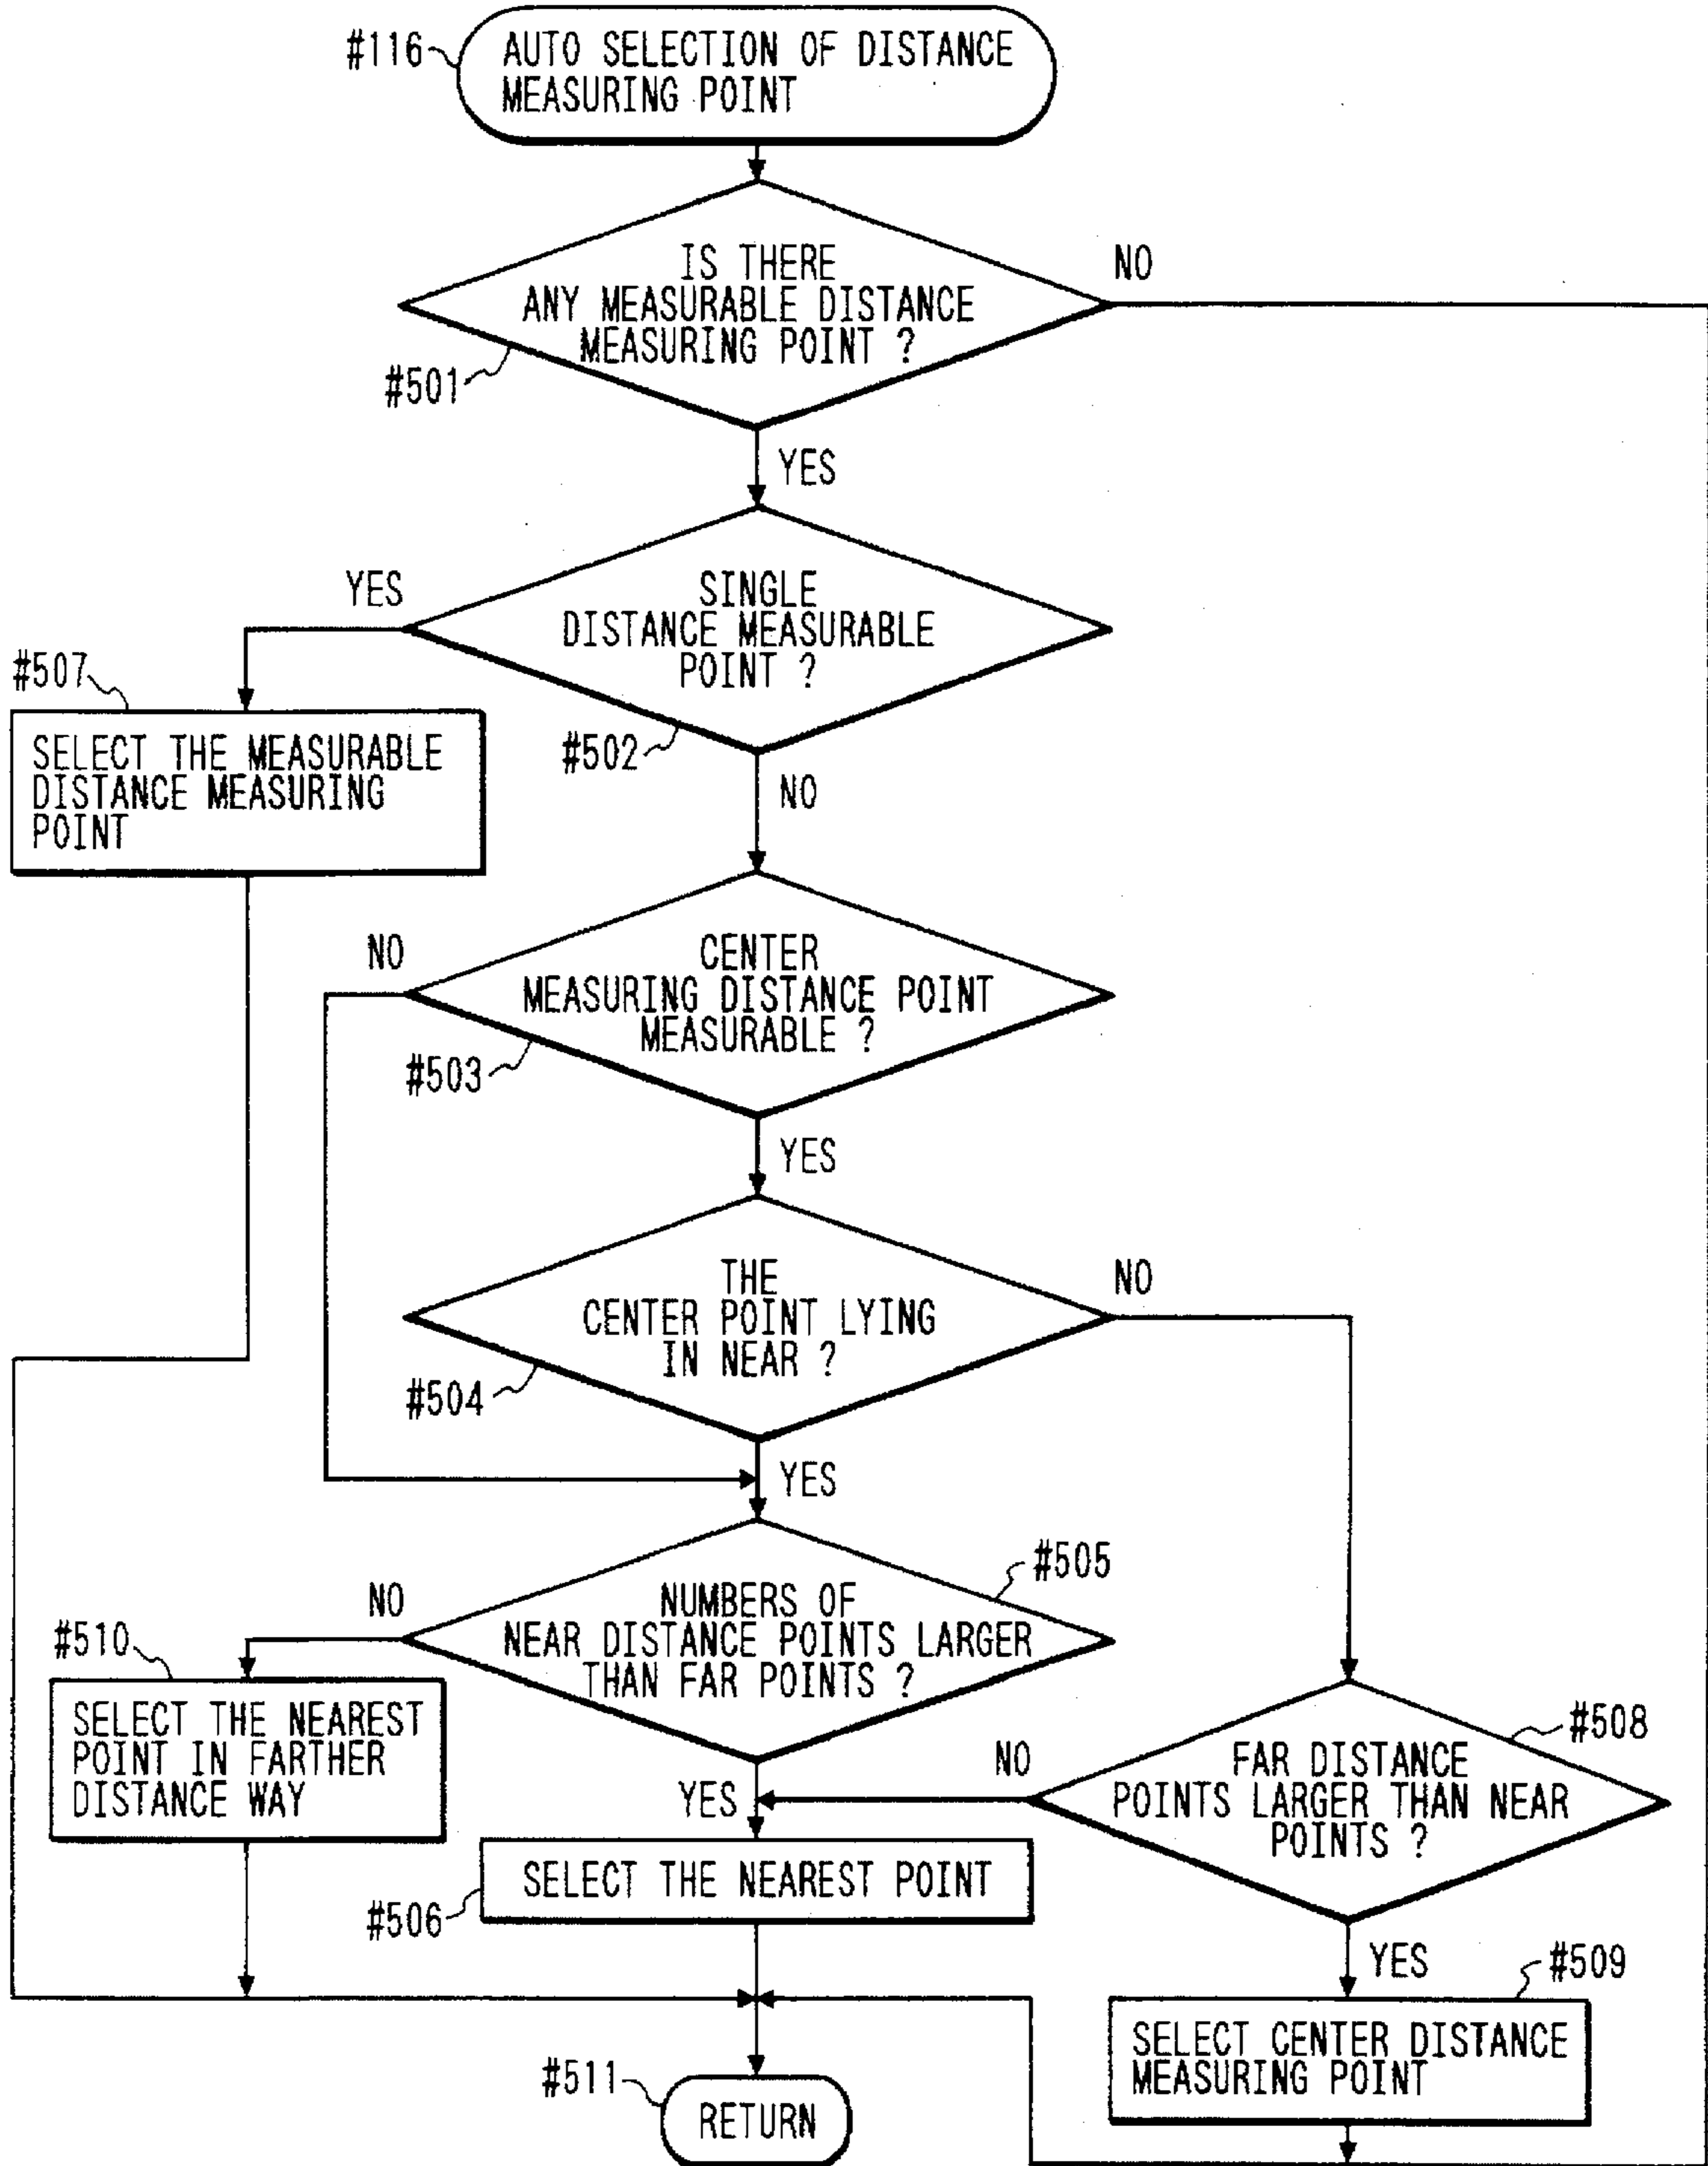 #116
AUTO SELECTION OF DISTANCE
MEASURING POINT
IS THERE
ANY MEASURABLE DISTANCE
MEASURING POINT ?
NO
#501
YES
SINGLE
DISTANCE MEASURABLE
POINT ?
YES
#502
NO
#507
SELECT THE MEASURABLE
DISTANCE MEASURING
POINT
CENTER
MEASURING DISTANCE POINT
MEASURABLE ?
NO
#503
YES
THE
CENTER POINT LYING
IN NEAR ?
NO
#504
YES
#505
NUMBERS OF
NEAR DISTANCE POINTS LARGER
THAN FAR POINTS ?
NO
#510
SELECT THE NEAREST
POINT IN FARTHER
DISTANCE WAY
YES
#508
FAR DISTANCE
POINTS LARGER THAN NEAR
POINTS ?
NO
SELECT THE NEAREST POINT
#506
YES
#509
SELECT CENTER DISTANCE
MEASURING POINT
#511
RETURN